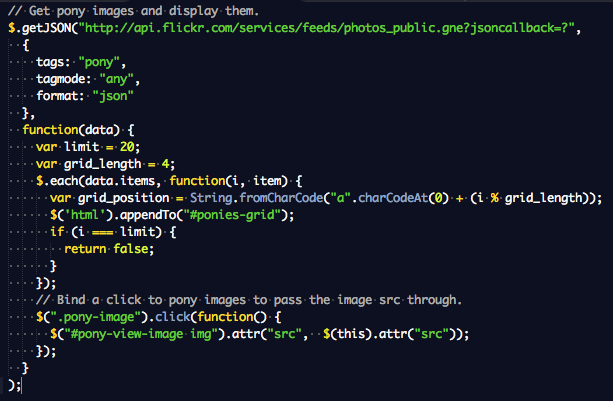 // Get pony images and display them.
$.getJSON("http://api.flickr.com/services/feeds/photos_public.gne?jsoncallback=?",
  {
    tags: "pony",
    tagmode: "any",
    format: "json"
  },
  function(data) {
    var limit = 20;
    var grid_length = 4;
    $.each(data.items, function(i, item) {
      var grid_position = String.fromCharCode("a".charCodeAt(0) + (i % grid_length));
      $('html').appendTo("#ponies-grid");
      if (i === limit) {
        return false;
      }
    });
    // Bind a click to pony images to pass the image src through.
    $(".pony-image").click(function() {
      $("#pony-view-image img").attr("src",  $(this).attr("src"));
    });
  }
);